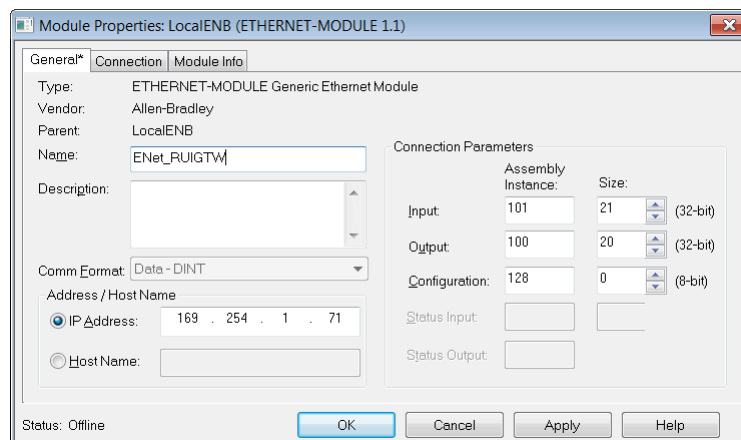 Module Properties: LocalENB (ETHERNET-MODULE 1.1)
General* Connection Module Info
Type: ETHERNET-MODULE Generic Ethernet Module
Vendor: Allen-Bradley
Parent: LocalENB
Name: ENet_RUIGTW
Description:
Comm Format: Data - DINT
Address / Host Name
IP Address: 169 . 254 . 1 . 71
Host Name:
Connection Parameters
Assembly Instance: Size:
Input: 101 21 (32-bit)
Output: 100 20 (32-bit)
Configuration: 128 0 (8-bit)
Status Input:
Status Output:
Status: Offline
OK Cancel Apply Help